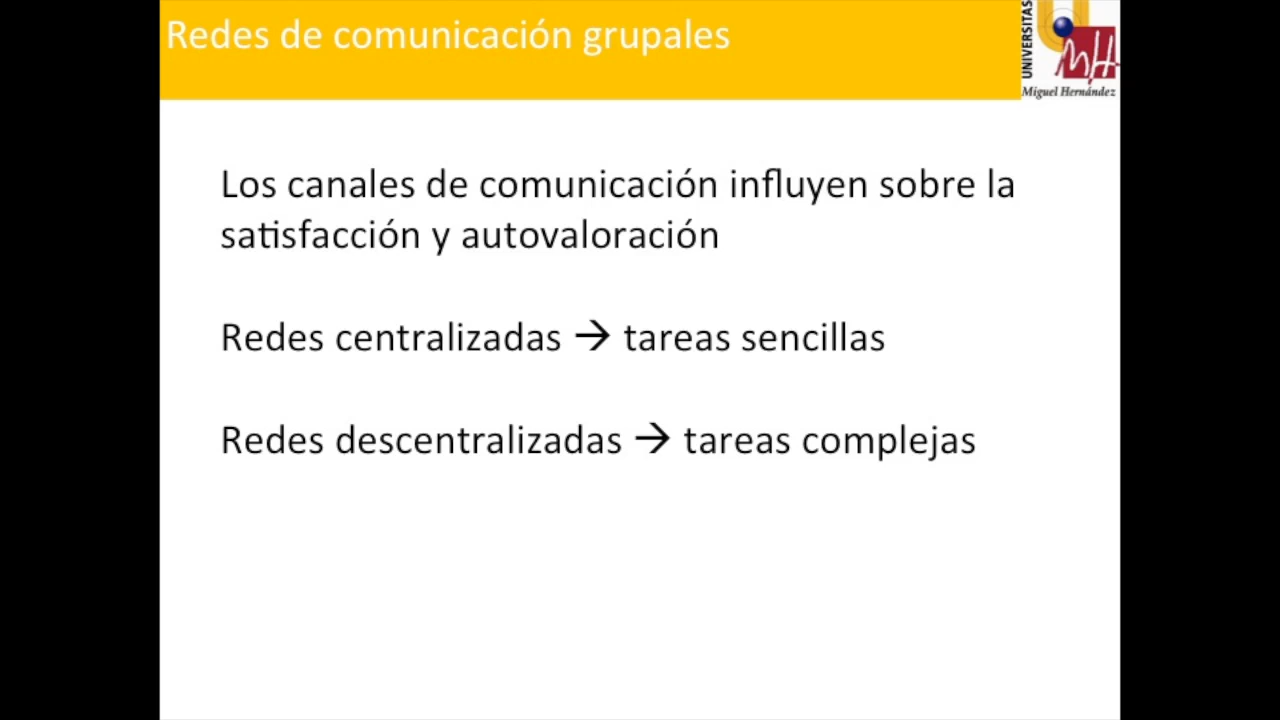 Redes de comunicación grupales
UNIVERSITAS
Miguel Hernández
Los canales de comunicación influyen sobre la
satisfacción y autovaloración
Redes centralizadas → tareas sencillas
Redes descentralizadas → tareas complejas